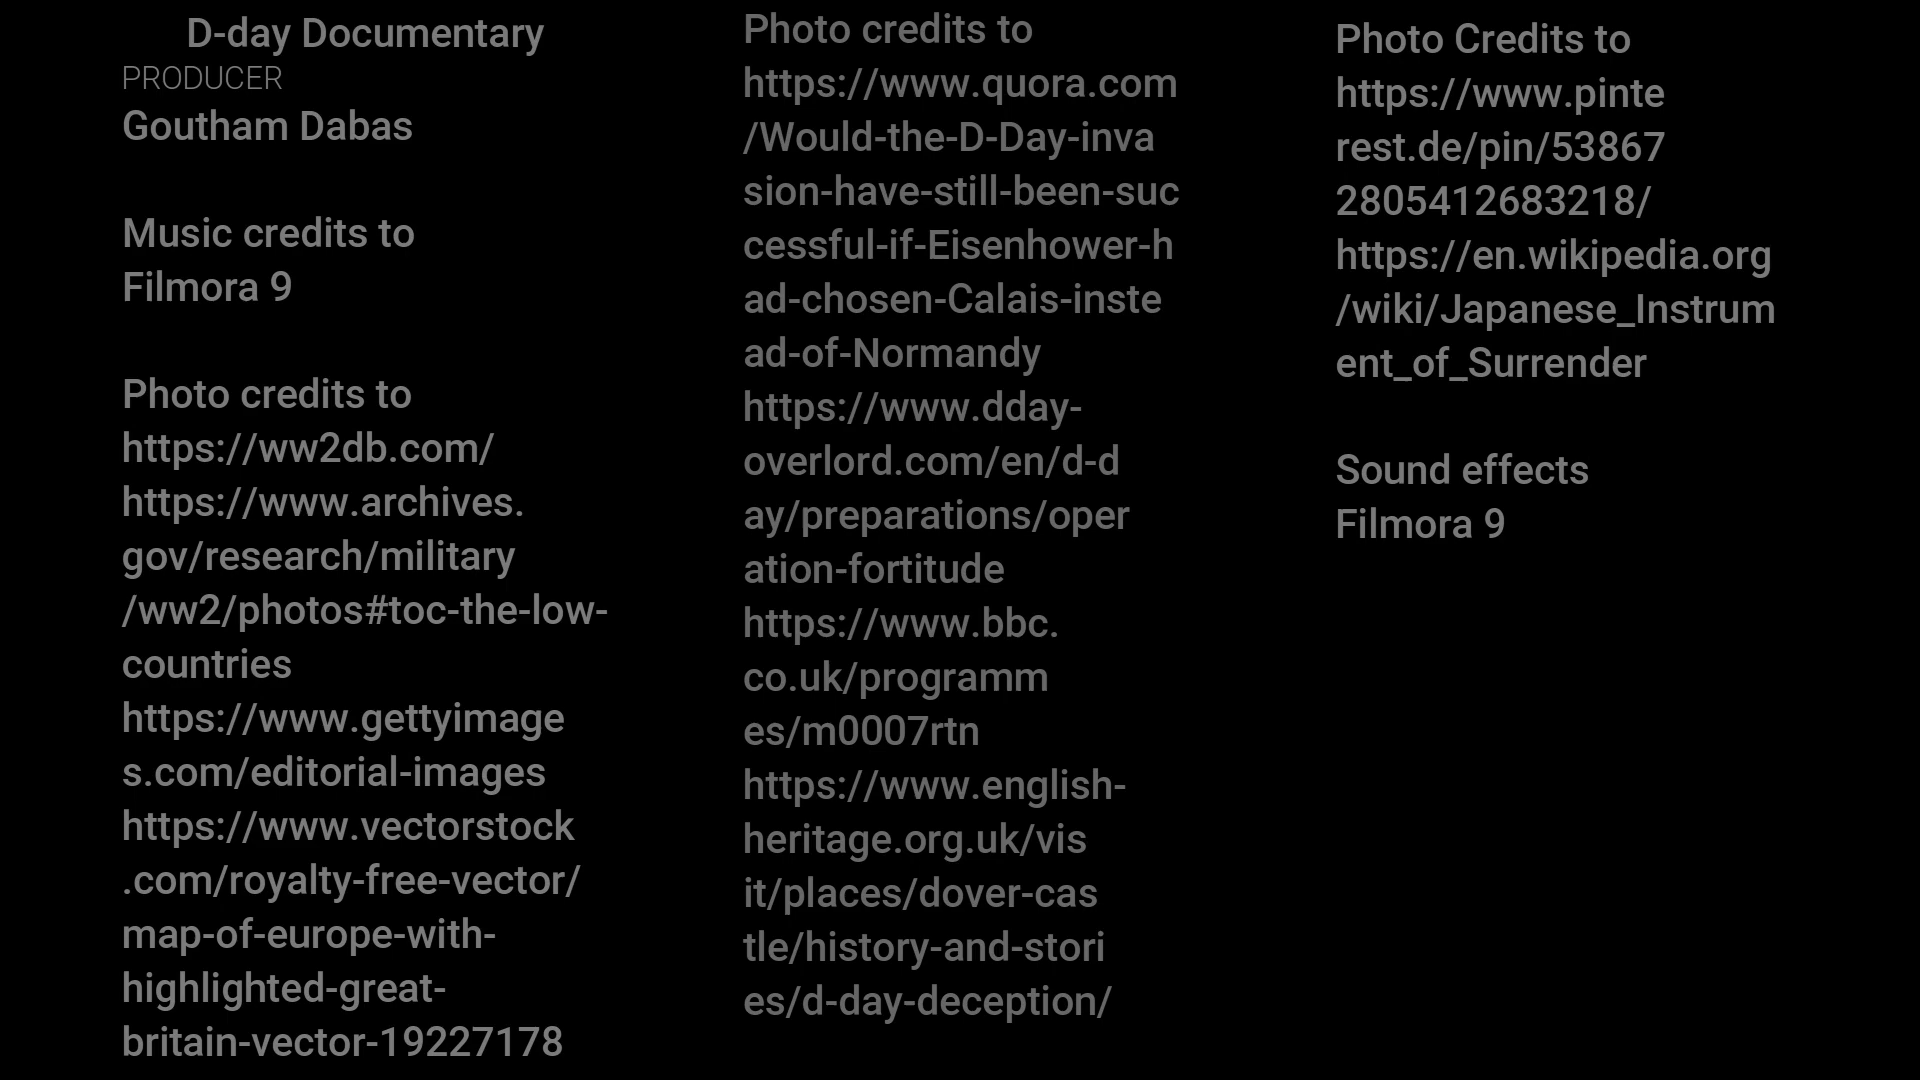 D-day Documentary
PRODUCER
Goutham Dabas
Music credits to
Filmora 9
Photo credits to
https://ww2db.com/
https://www.archives.
gov/research/military
/ww2/photos#toc-the-low-
countries
https://www.gettyimage
s.com/editorial-images
https://www.vectorstock
.com/royalty-free-vector/
map-of-europe-with-
highlighted-great-
britain-vector-19227178
Photo credits to
https://www.quora.com
/Would-the-D-Day-inva
sion-have-still-been-suc
cessful-if-Eisenhower-h
ad-chosen-Calais-inste
ad-of-Normandy
https://www.dday-
overlord.com/en/d-d
ay/preparations/oper
ation-fortitude
https://www.bbc.
co.uk/programm
es/m0007rtn
https://www.english-
heritage.org.uk/vis
it/places/dover-cas
tle/history-and-stori
es/d-day-deception/
Photo Credits to
https://www.pinte
rest.de/pin/53867
2805412683218/
https://en.wikipedia.org
/wiki/Japanese_Instrum
ent_of_Surrender
Sound effects
Filmora 9